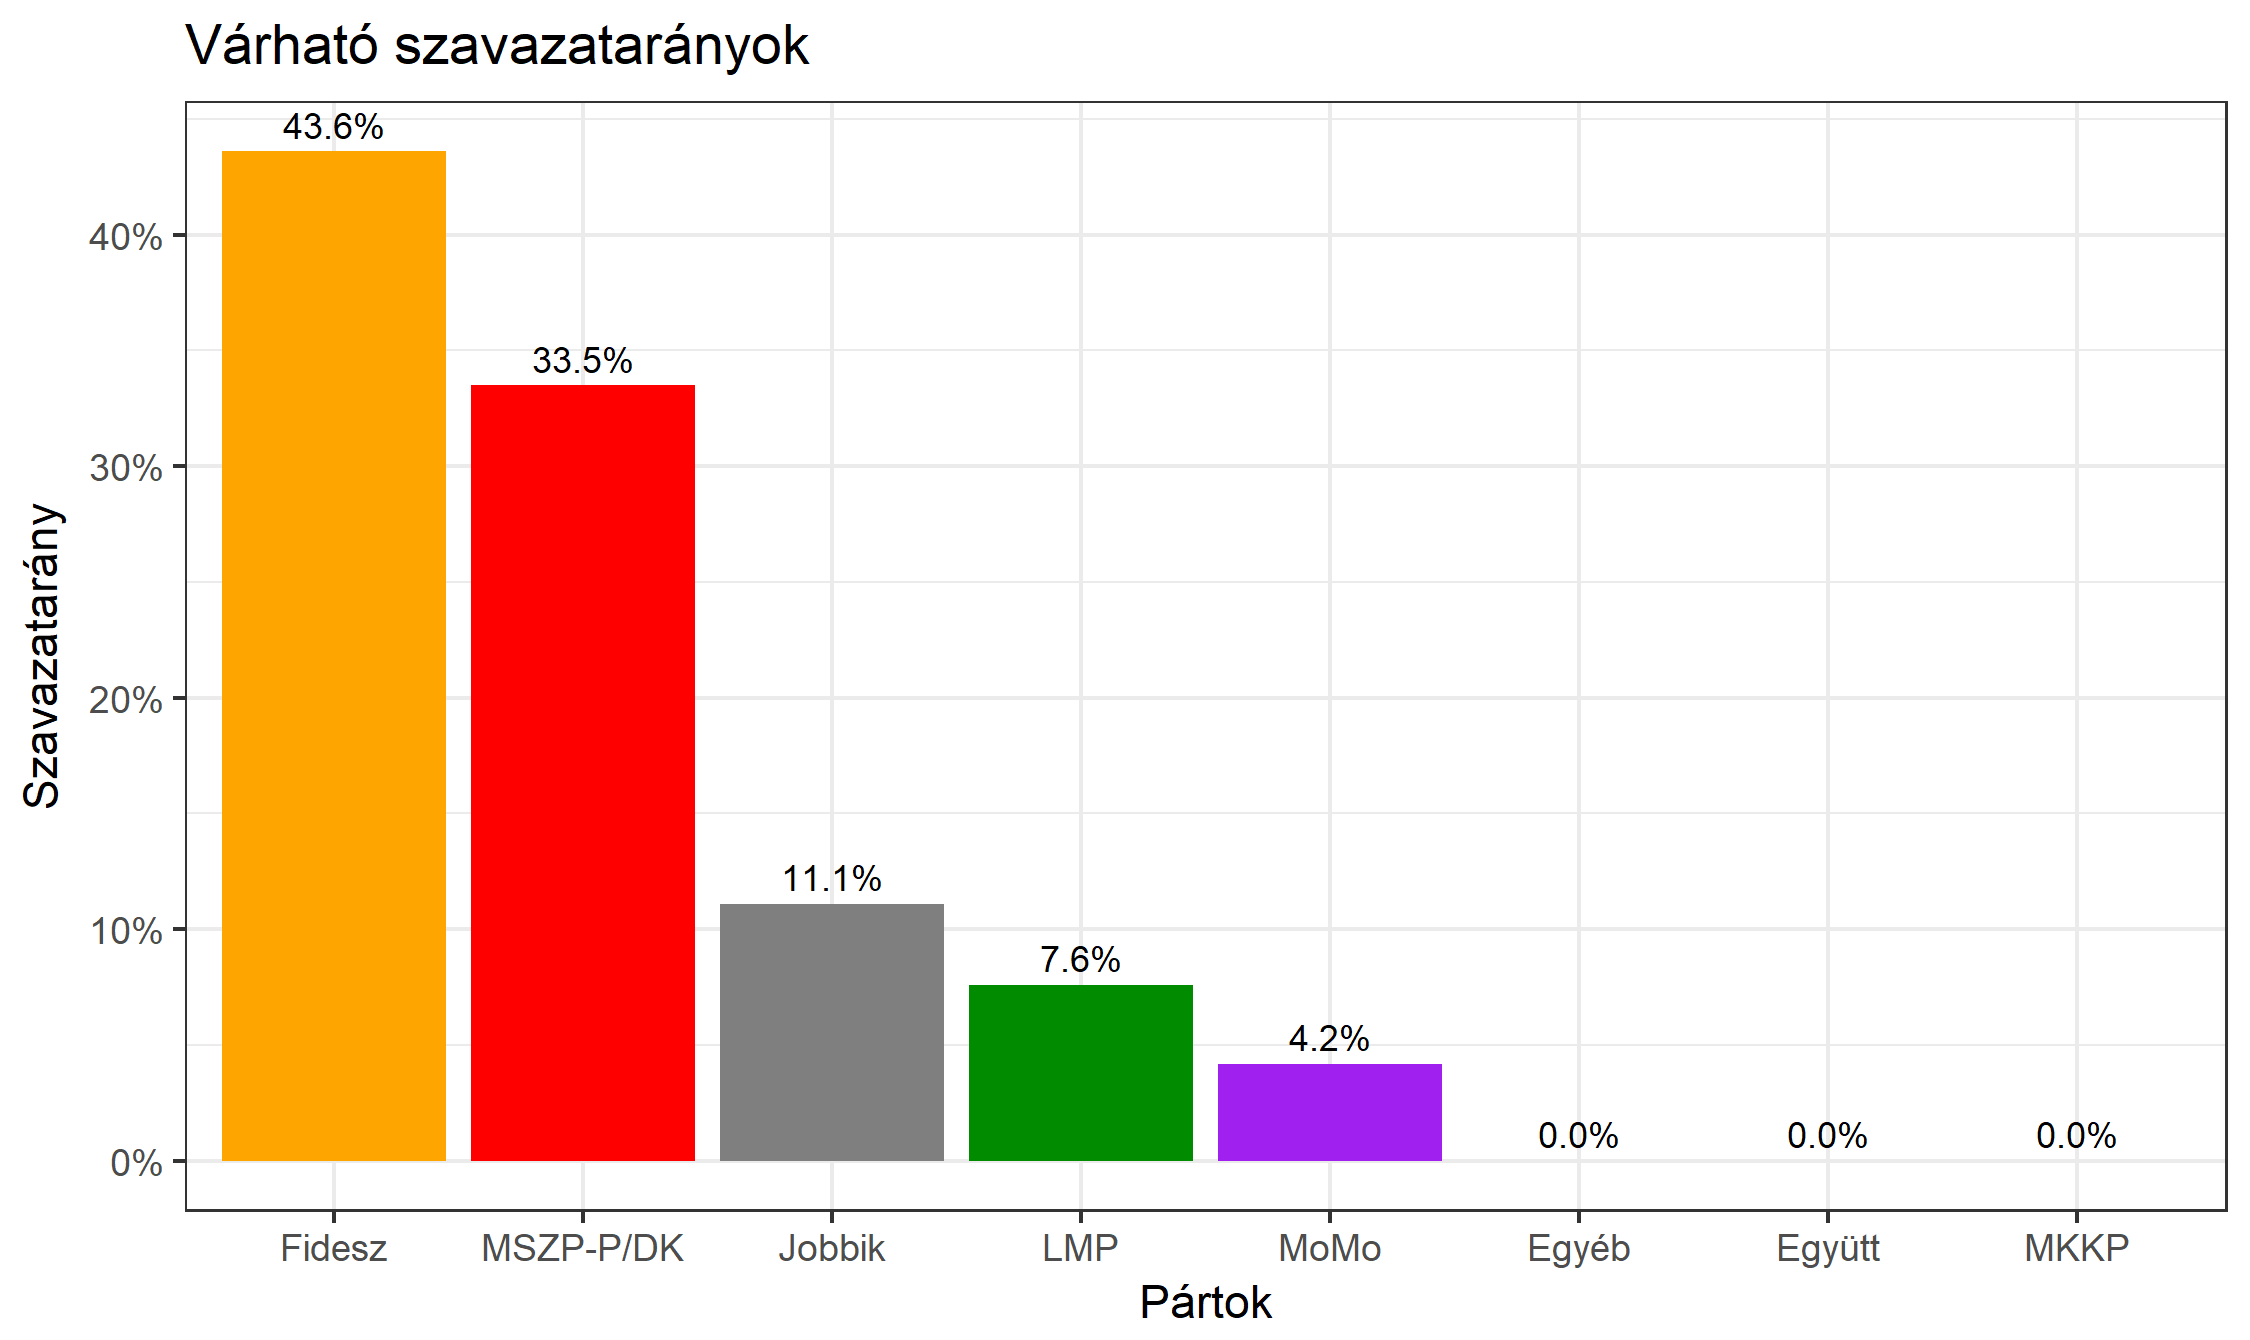 Várható szavazatarányok
43.6%
33.5%
11.1%
7.6%
4.2%
0.0%
0.0%
0.0%
40%
30%
20%
10%
0%
Szavazatarány
Fidesz
MSZP-P/DK
Jobbik
LMP
MoMo
Egyéb
Együtt
MKKP
Pártok